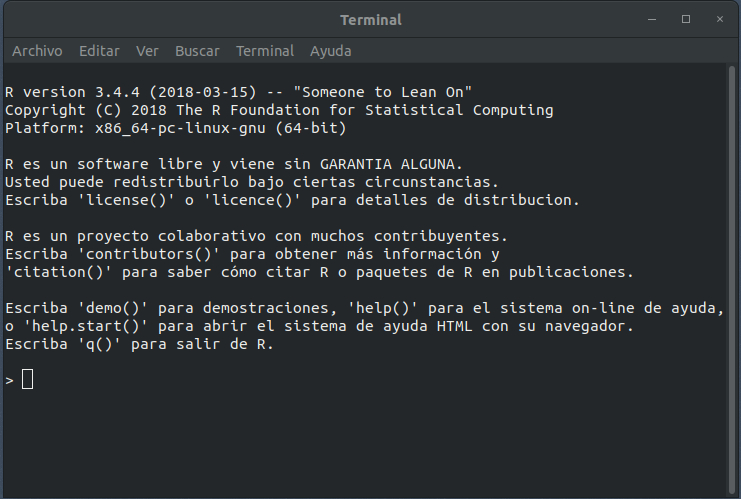 Terminal
Archivo Editar Ver Buscar Terminal Ayuda
R version 3.4.4 (2018-03-15) -- "Someone to Lean On"
Copyright (C) 2018 The R Foundation for Statistical Computing
Platform: x86_64-pc-linux-gnu (64-bit)
R es un software libre y viene sin GARANTIA ALGUNA.
Usted puede redistribuirlo bajo ciertas circunstancias.
Escriba 'license()' o 'licence()' para detalles de distribucion.
R es un proyecto colaborativo con muchos contribuyentes.
Escriba 'contributors()' para obtener más información y
'citation()' para saber cómo citar R o paquetes de R en publicaciones.
Escriba 'demo()' para demostraciones, 'help()' para el sistema on-line de ayuda,
o 'help.start()' para abrir el sistema de ayuda HTML con su navegador.
Escriba 'q()' para salir de R.
>